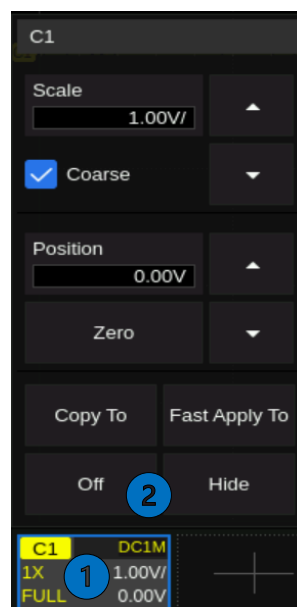 C1
Scale
1.00V/
Coarse
Position
0.00V
Zero
Copy To Fast Apply To
Off 2 Hide
C1 DC1M
1X 1 1.00V/
FULL 0.00V